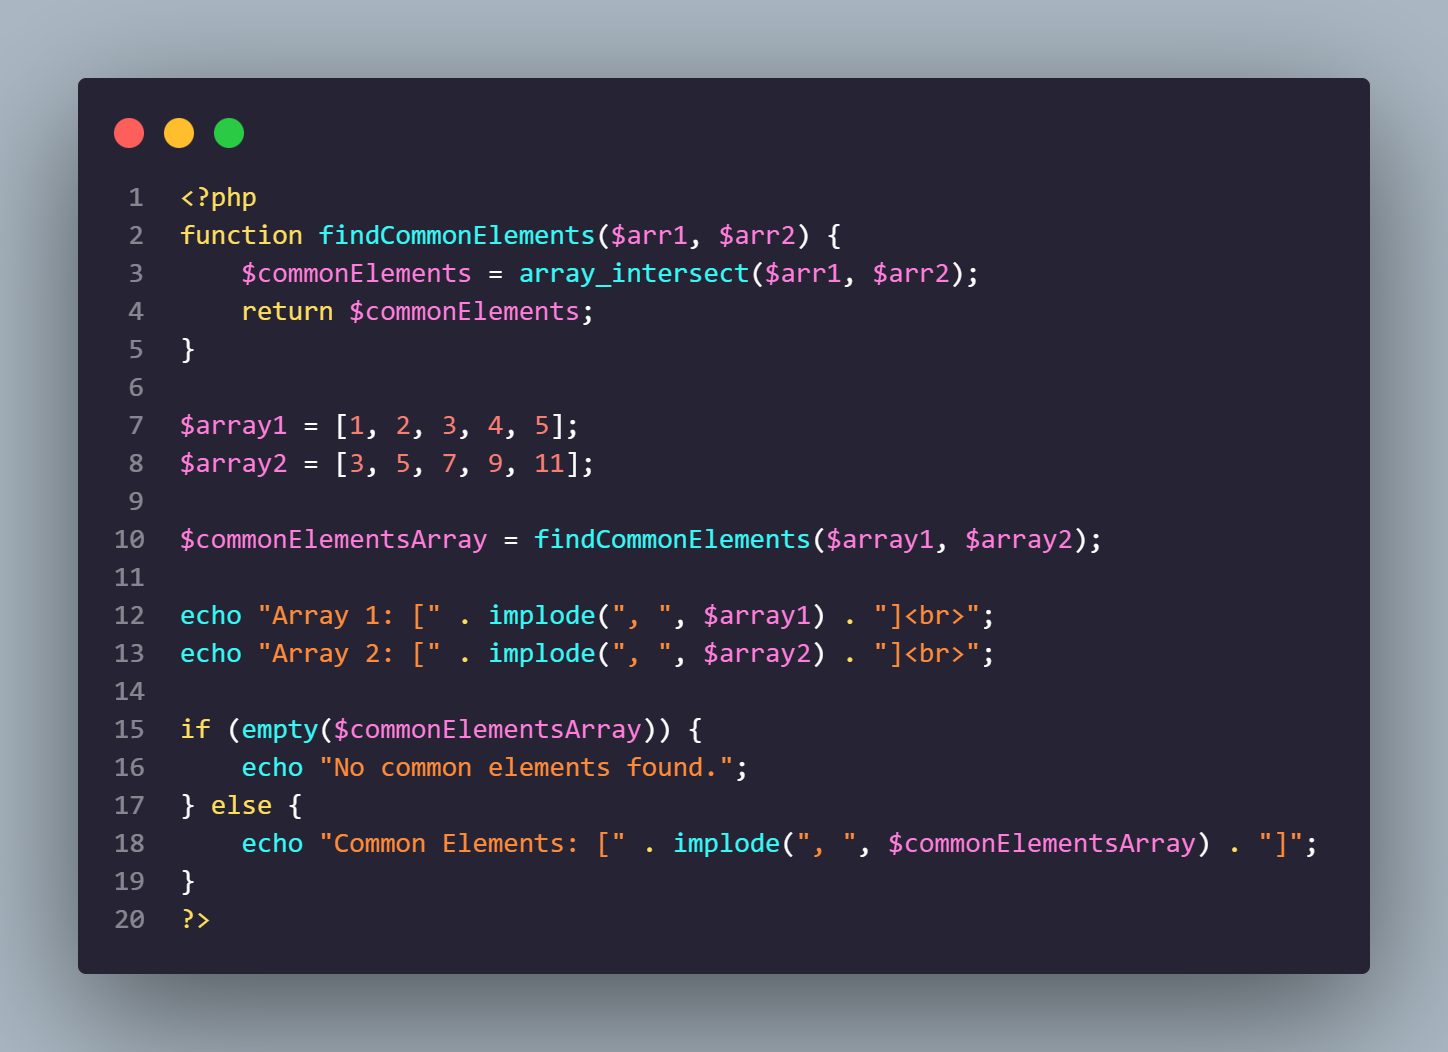 1 <?php
2 function findCommonElements($arr1, $arr2) {
3     $commonElements = array_intersect($arr1, $arr2);
4     return $commonElements;
5 }
6
7 $array1 = [1, 2, 3, 4, 5];
8 $array2 = [3, 5, 7, 9, 11];
9
10 $commonElementsArray = findCommonElements($array1, $array2);
11
12 echo "Array 1: [" . implode(", ", $array1) . "]<br>";
13 echo "Array 2: [" . implode(", ", $array2) . "]<br>";
14
15 if (empty($commonElementsArray)) {
16     echo "No common elements found.";
17 } else {
18     echo "Common Elements: [" . implode(", ", $commonElementsArray) . "]";
19 }
20 ?>